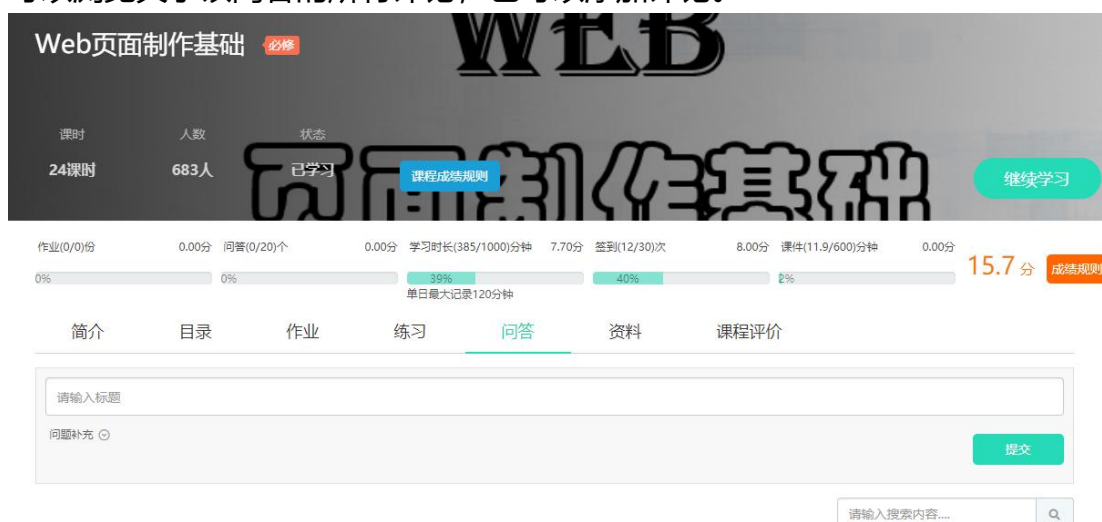 Web页面制作基础 必修
WEB
页面制作基础
课时 人数 状态
24课时 683人 已学习
课程成绩规则
继续学习
作业(0/0)份 0.00分 问答(0/20)个 0.00分 学习时长(385/1000)分钟 7.70分 签到(12/30)次 8.00分 课件(11.9/600)分钟 0.00分
0% 0% 39% 40% 2%
15.7分 成绩规则
单日最大记录120分钟
简介 目录 作业 练习 问答 资料 课程评价
请输入标题
问题补充
提交
请输入搜索内容....